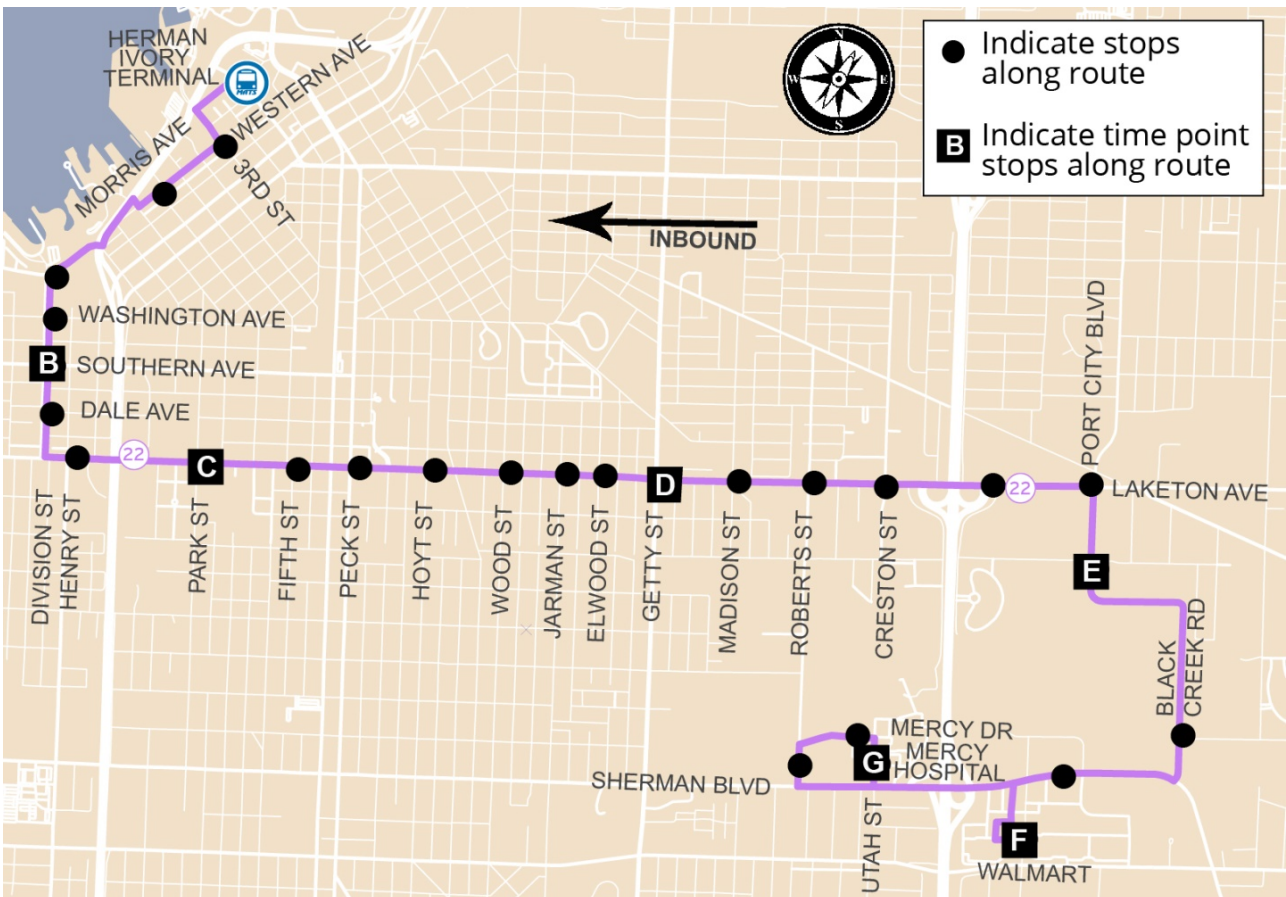 HERMAN
IVORY
TERMINAL
MATS
WESTERN AVE
MORRIS AVE
3RD ST
N
W
E
S
Indicate stops
along route
B
Indicate time point
stops along route
INBOUND
WASHINGTON AVE
B
SOUTHERN AVE
DALE AVE
22
C
D
22
PORT CITY BLVD
LAKETON AVE
DIVISION ST
HENRY ST
PARK ST
FIFTH ST
PECK ST
HOYT ST
WOOD ST
JARMAN ST
ELWOOD ST
GETTY ST
MADISON ST
ROBERTS ST
CRESTON ST
E
BLACK
CREEK RD
MERCY DR
MERCY
HOSPITAL
G
SHERMAN BLVD
UTAH ST
F
WALMART